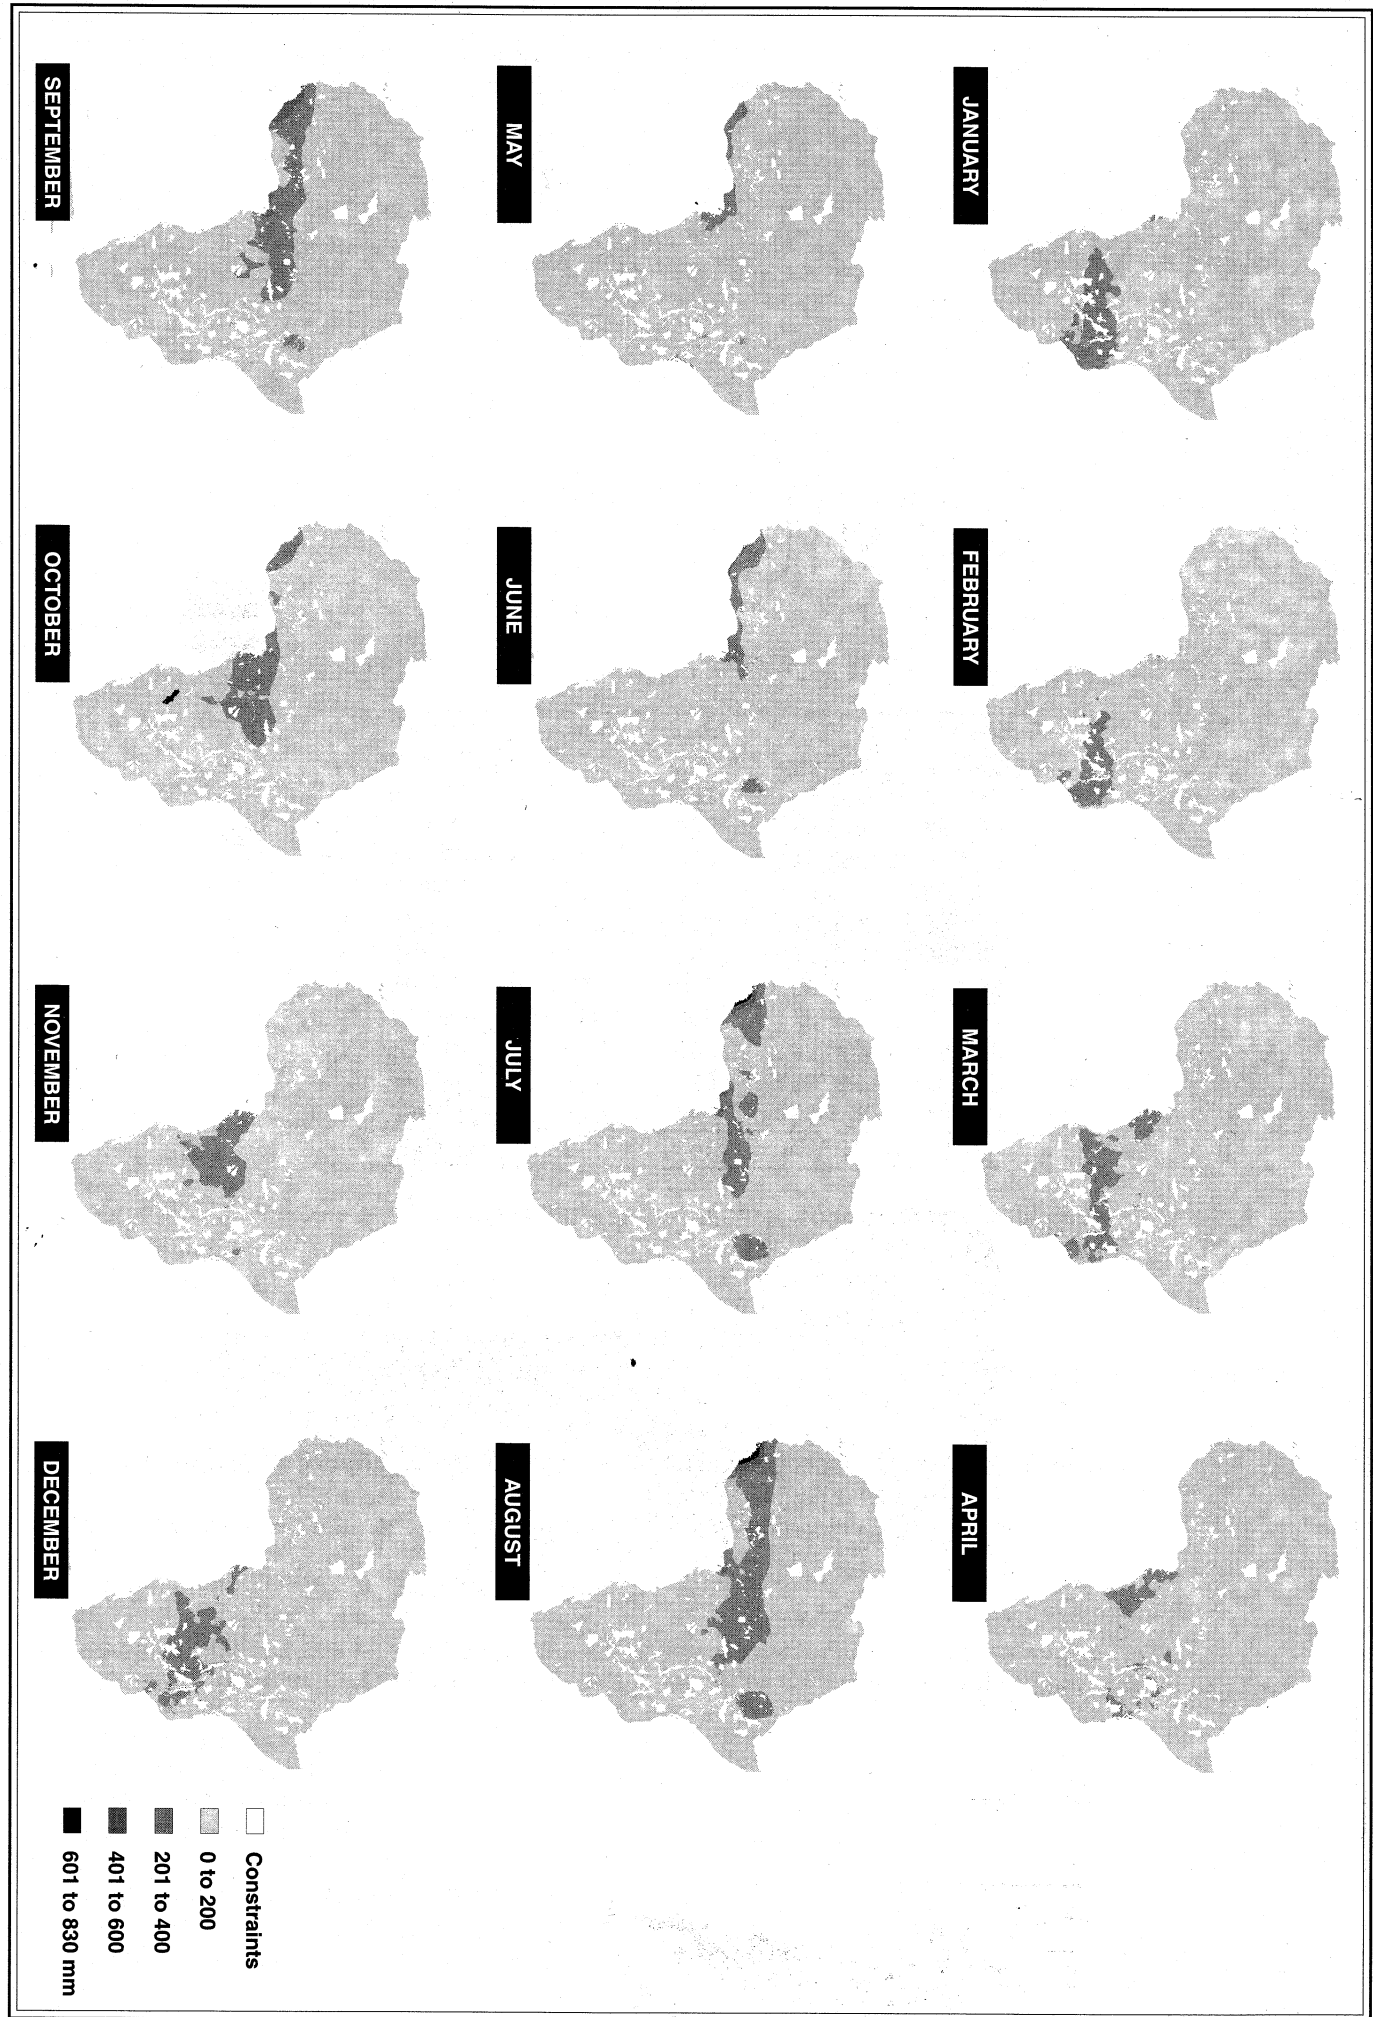 JANUARY
FEBRUARY
MARCH
APRIL
MAY
JUNE
JULY
AUGUST
SEPTEMBER
OCTOBER
NOVEMBER
DECEMBER
Constraints
0 to 200
201 to 400
401 to 600
601 to 830 mm